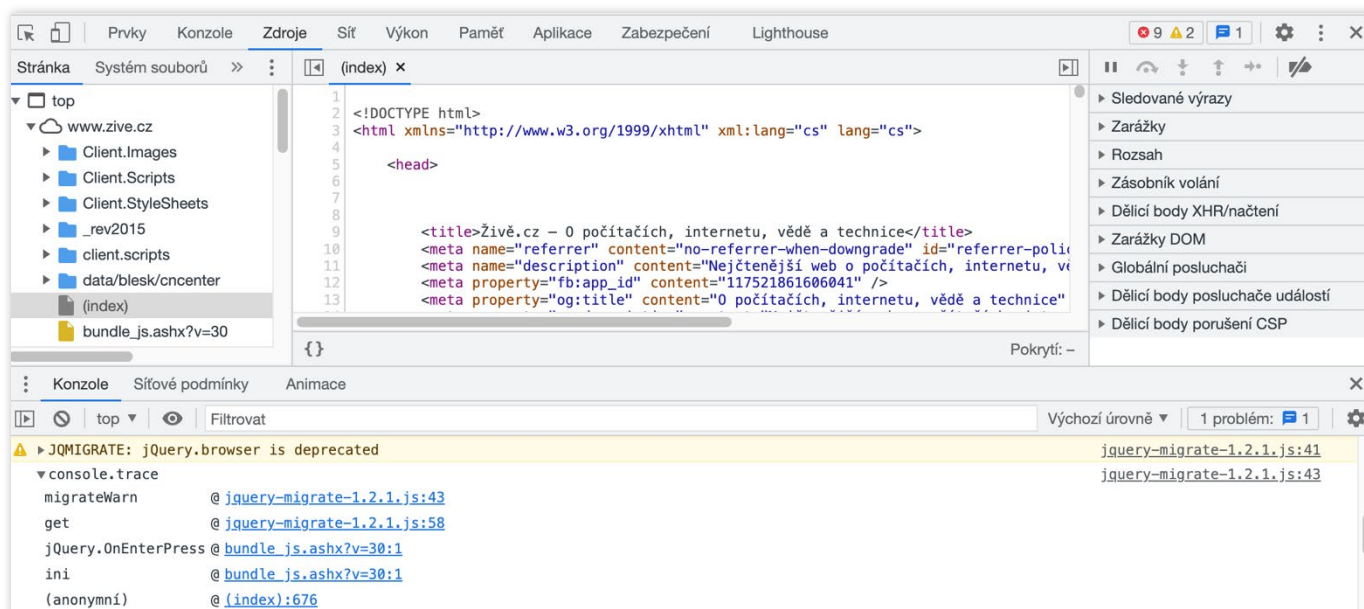 Prvky Konzole Zdroje Síť Výkon Paměť Aplikace Zabezpečení Lighthouse 9 2 1
Stránka Systém souborů » (index) ×
top
www.zive.cz
Client.Images
Client.Scripts
Client.StyleSheets
_rev2015
client.scripts
data/blesk/cncenter
(index)
bundle_js.ashx?v=30
1
2 <!DOCTYPE html>
3 <html xmlns="http://www.w3.org/1999/xhtml" xml:lang="cs" lang="cs">
4
5 <head>
6
7
8
9 <title>Živě.cz – O počítačích, internetu, vědě a technice</title>
10 <meta name="referrer" content="no-referrer-when-downgrade" id="referrer-polic
11 <meta name="description" content="Nejčtenější web o počítačích, internetu, vě
12 <meta property="fb:app_id" content="117521861606041" />
13 <meta property="og:title" content="O počítačích, internetu, vědě a technice"
{} Pokrytí: –
Sledované výrazy
Zarážky
Rozsah
Zásobník volání
Dělicí body XHR/načtení
Zarážky DOM
Globální posluchači
Dělicí body posluchače událostí
Dělicí body porušení CSP
Konzole Síťové podmínky Animace
top Filtrovat Výchozí úrovně 1 problém: 1
JQMIGRATE: jQuery.browser is deprecated jquery-migrate-1.2.1.js:41
console.trace jquery-migrate-1.2.1.js:43
migrateWarn @ jquery-migrate-1.2.1.js:43
get @ jquery-migrate-1.2.1.js:58
jQuery.OnEnterPress @ bundle_js.ashx?v=30:1
ini @ bundle_js.ashx?v=30:1
(anonymní) @ (index):676